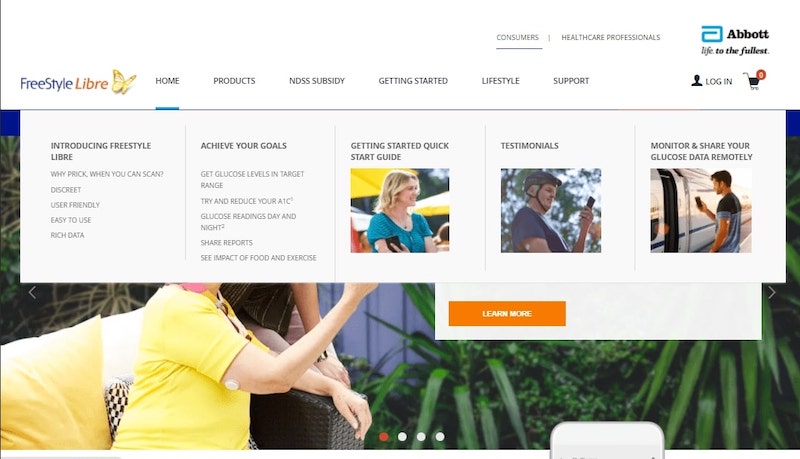 CONSUMERS | HEALTHCARE PROFESSIONALS
Abbott
life. to the fullest.
FreeStyle Libre
HOME PRODUCTS NDSS SUBSIDY GETTING STARTED LIFESTYLE SUPPORT
LOG IN 0
INTRODUCING FREESTYLE
LIBRE
WHY PRICK, WHEN YOU CAN SCAN?
DISCREET
USER FRIENDLY
EASY TO USE
RICH DATA
ACHIEVE YOUR GOALS
GET GLUCOSE LEVELS IN TARGET
RANGE
TRY AND REDUCE YOUR A1C
GLUCOSE READINGS DAY AND
NIGHT²
SHARE REPORTS
SEE IMPACT OF FOOD AND EXERCISE
GETTING STARTED QUICK
START GUIDE
TESTIMONIALS
MONITOR & SHARE YOUR
GLUCOSE DATA REMOTELY
LEARN MORE